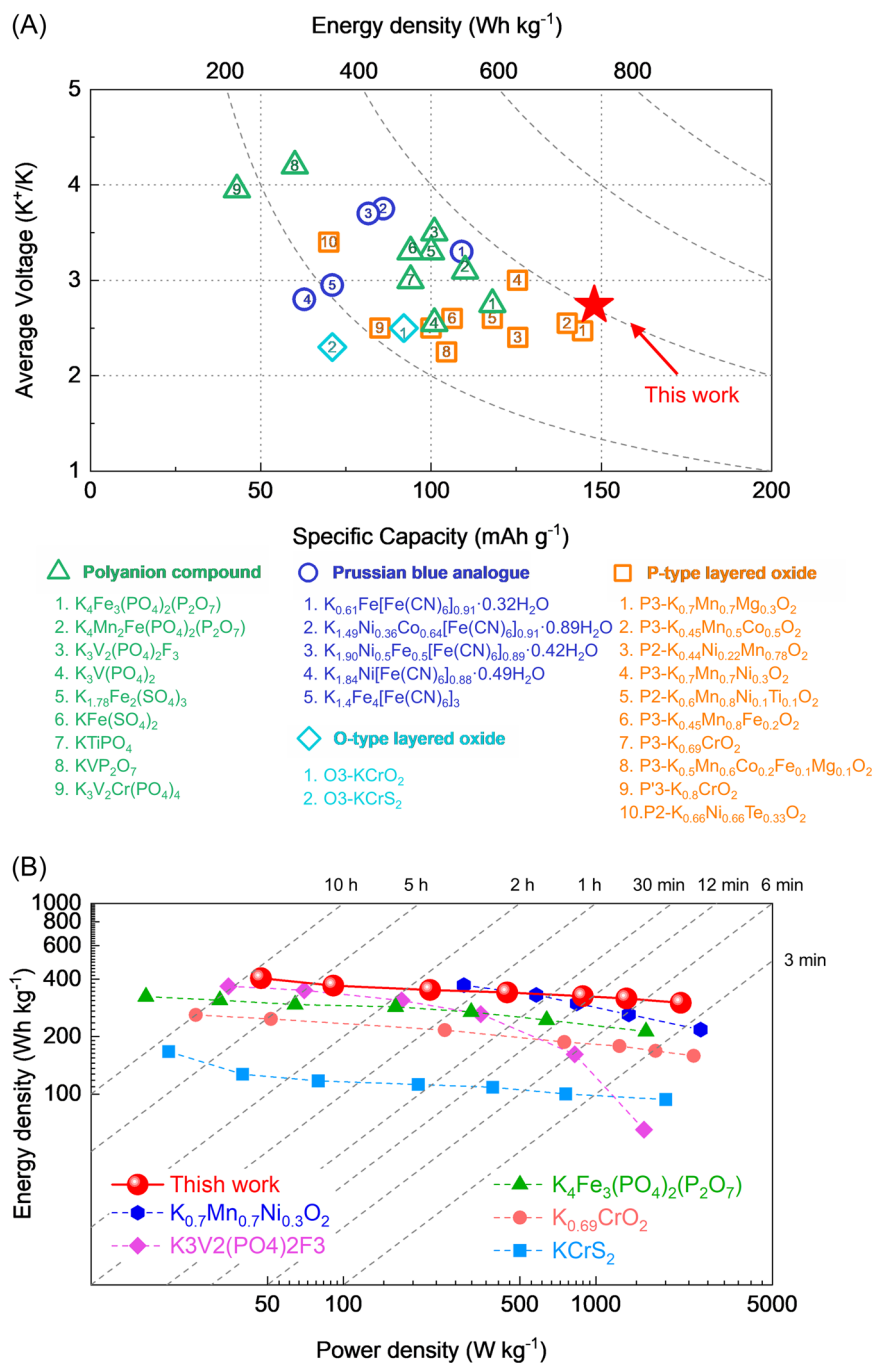 (A)
Energy density (Wh kg⁻¹)
200 400 600 800
Average Voltage (K⁺/K)
5
4
3
2
1
8
9
2
3
10
3
6
5
1
2
7
4
5
4
1
9
1
4
6
5
2
1
3
2
8
This work
0 50 100 150 200
Specific Capacity (mAh g⁻¹)
Polyanion compound
1. K₄Fe₃(PO₄)₂(P₂O₇)
2. K₄Mn₂Fe(PO₄)₂(P₂O₇)
3. K₃V₂(PO₄)₂F₃
4. K₃V(PO₄)₂
5. K₁.₇₈Fe₂(SO₄)₃
6. KFe(SO₄)₂
7. KTiPO₄
8. KVP₂O₇
9. K₃V₂Cr(PO₄)₄
Prussian blue analogue
1. K₀.₆₁Fe[Fe(CN)₆]₀.₉₁·0.32H₂O
2. K₁.₄₉Ni₀.₃₆Co₀.₆₄[Fe(CN)₆]₀.₉₁·0.89H₂O
3. K₁.₉₀Ni₀.₅Fe₀.₅[Fe(CN)₆]₀.₈₉·0.42H₂O
4. K₁.₈₄Ni[Fe(CN)₆]₀.₈₈·0.49H₂O
5. K₁.₄Fe₄[Fe(CN)₆]₃
O-type layered oxide
1. O3-KCrO₂
2. O3-KCrS₂
P-type layered oxide
1. P3-K₀.₇Mn₀.₇Mg₀.₃O₂
2. P3-K₀.₄₅Mn₀.₅Co₀.₅O₂
3. P2-K₀.₄₄Ni₀.₂₂Mn₀.₇₈O₂
4. P3-K₀.₇Mn₀.₇Ni₀.₃O₂
5. P2-K₀.₆Mn₀.₈Ni₀.₁Ti₀.₁O₂
6. P3-K₀.₄₅Mn₀.₈Fe₀.₂O₂
7. P3-K₀.₆₉CrO₂
8. P3-K₀.₅Mn₀.₆Co₀.₂Fe₀.₁Mg₀.₁O₂
9. P'3-K₀.₈CrO₂
10.P2-K₀.₆₆Ni₀.₆₆Te₀.₃₃O₂
(B)
10 h 5 h 2 h 1 h 30 min 12 min 6 min
3 min
Energy density (Wh kg⁻¹)
1000
800
600
400
200
100
Thish work
K₀.₇Mn₀.₇Ni₀.₃O₂
K3V2(PO4)2F3
K₄Fe₃(PO₄)₂(P₂O₇)
K₀.₆₉CrO₂
KCrS₂
50 100 500 1000 5000
Power density (W kg⁻¹)